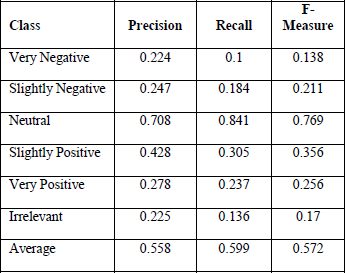 Class Precision Recall F-Measure
Very Negative 0.224 0.1 0.138
Slightly Negative 0.247 0.184 0.211
Neutral 0.708 0.841 0.769
Slightly Positive 0.428 0.305 0.356
Very Positive 0.278 0.237 0.256
Irrelevant 0.225 0.136 0.17
Average 0.558 0.599 0.572